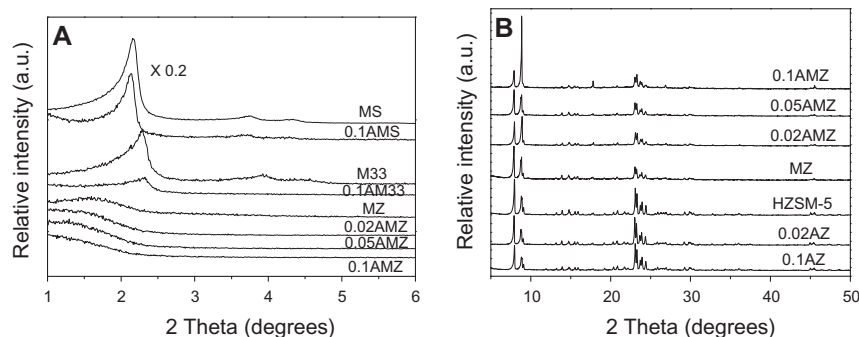 A
X 0.2
MS
0.1AMS
M33
0.1AM33
MZ
0.02AMZ
0.05AMZ
0.1AMZ
Relative intensity (a.u.)
1 2 3 4 5 6
2 Theta (degrees)
B
0.1AMZ
0.05AMZ
0.02AMZ
MZ
HZSM-5
0.02AZ
0.1AZ
Relative intensity (a.u.)
10 20 30 40 50
2 Theta (degrees)